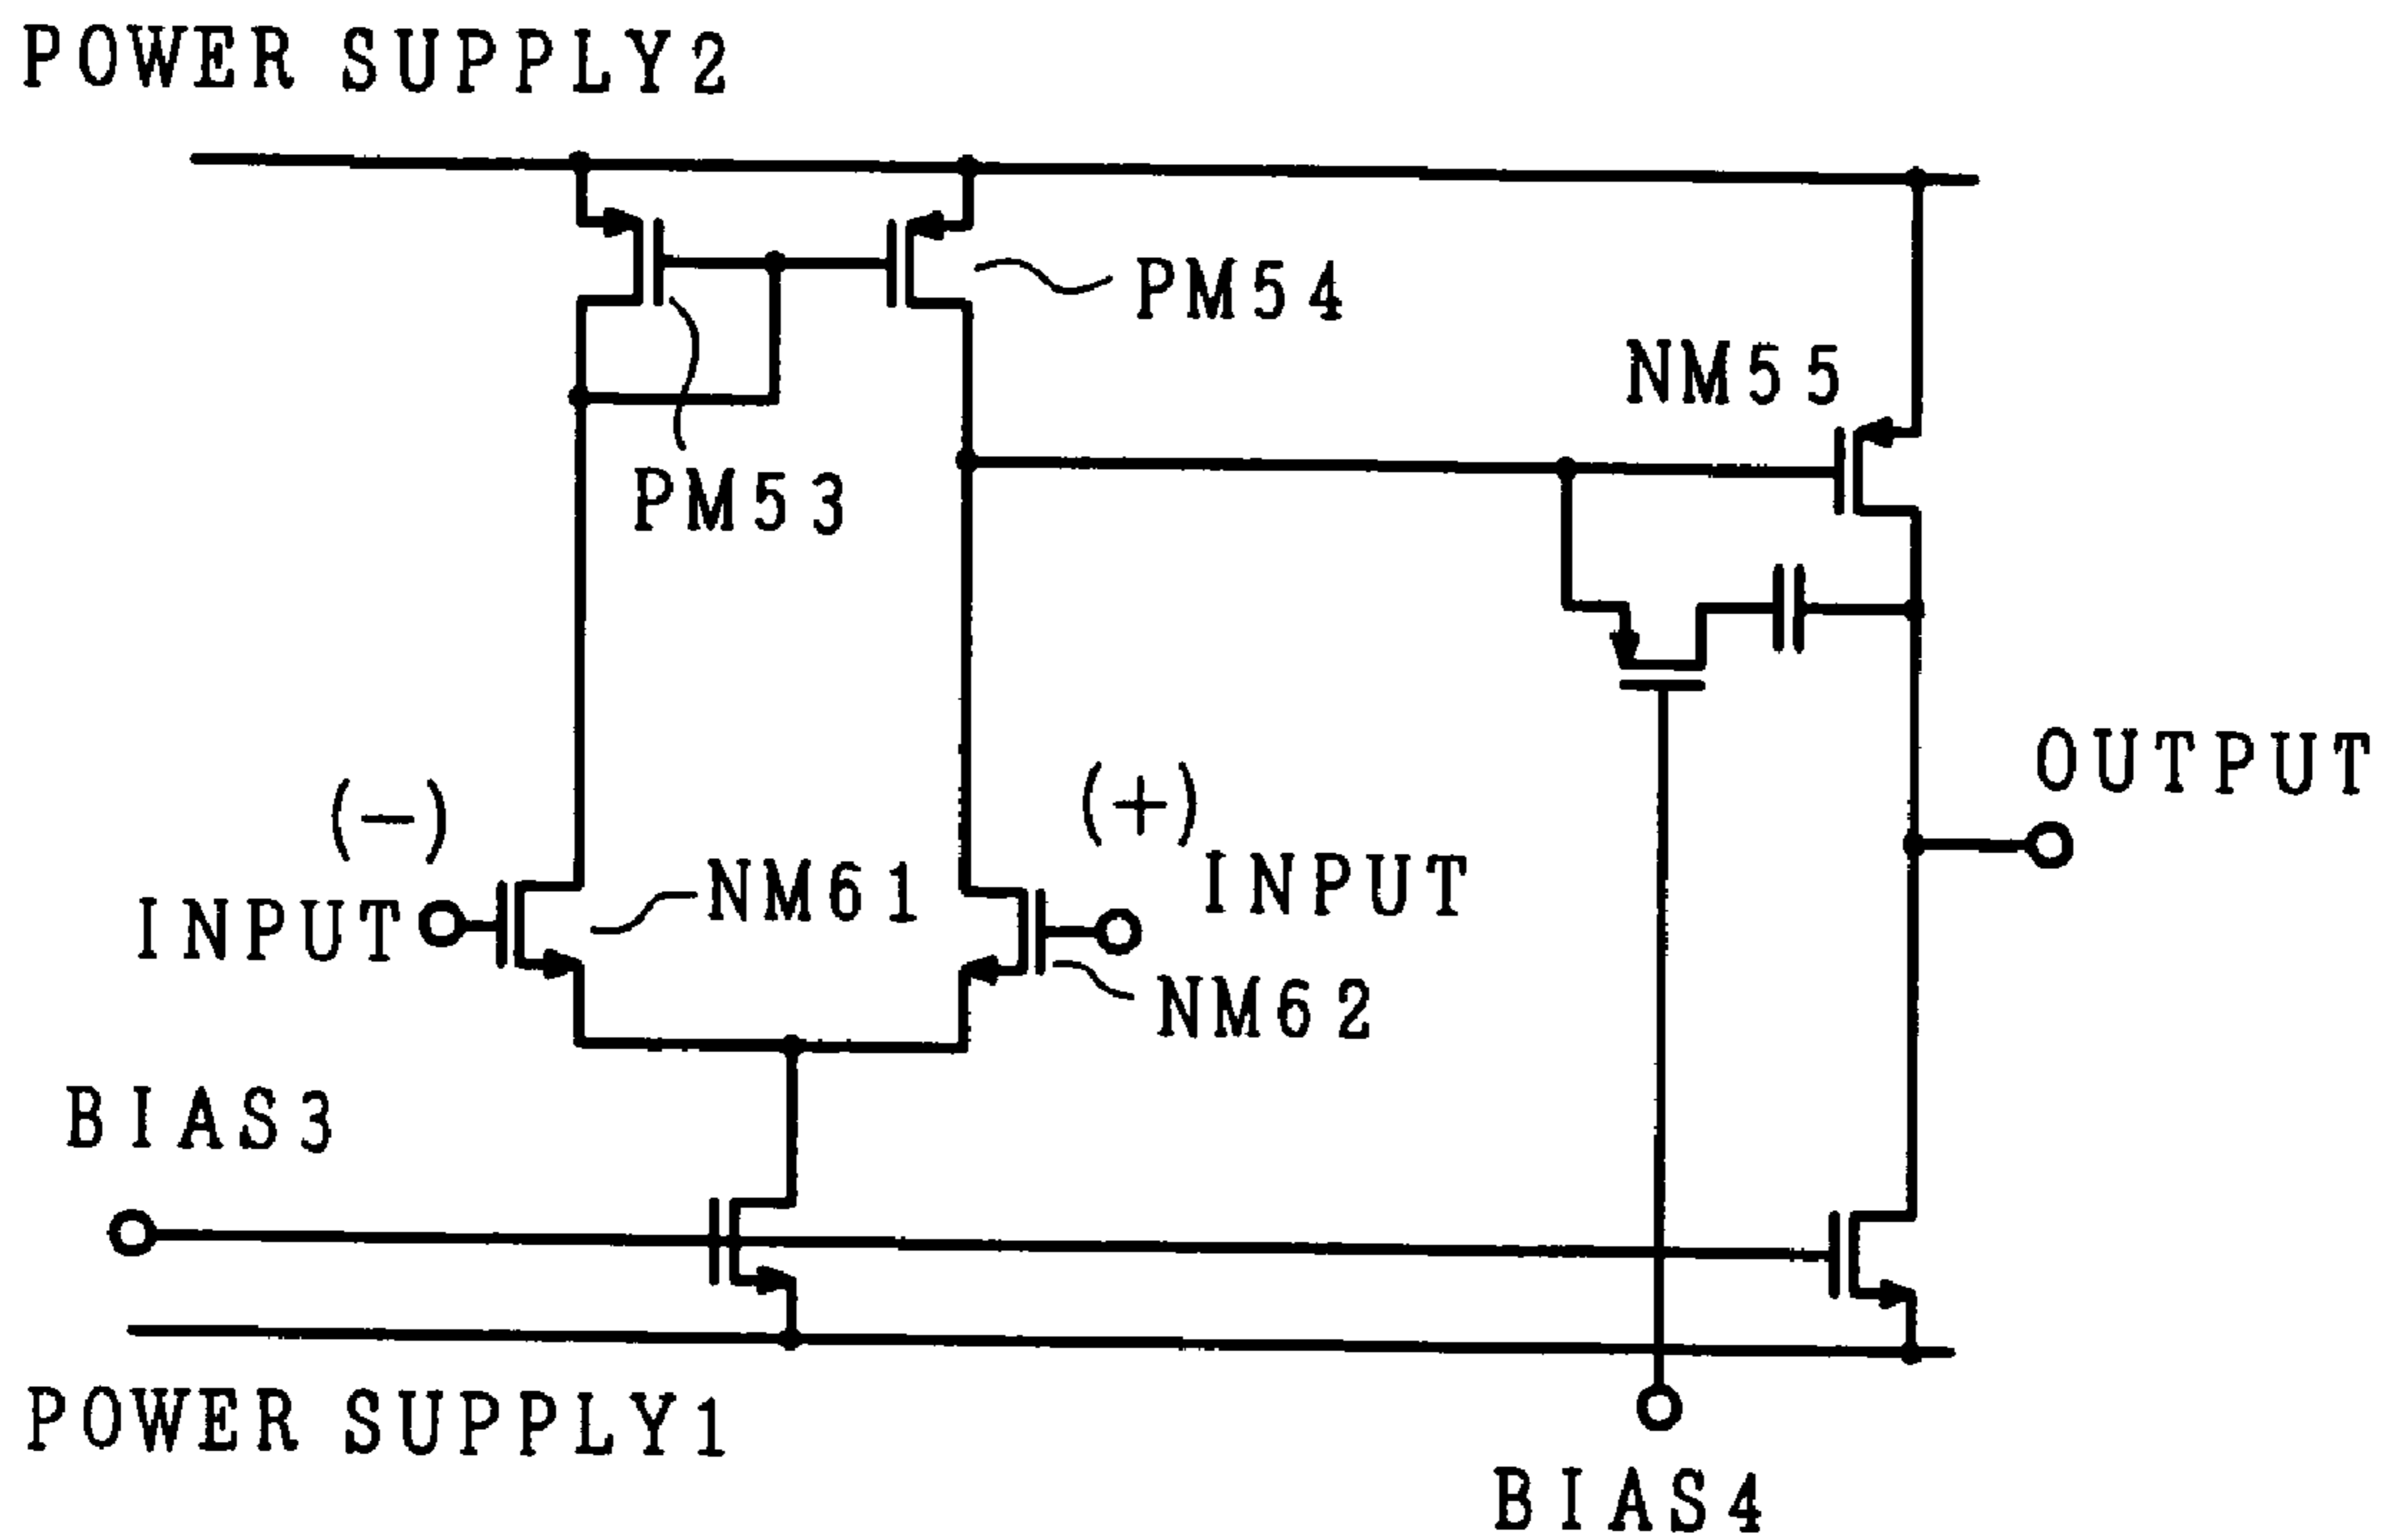 POWER SUPPLY2
PM54
NM55
PM53
OUTPUT
(-)
(+)
INPUT
NM61
INPUT
NM62
BIAS3
POWER SUPPLY1
BIAS4